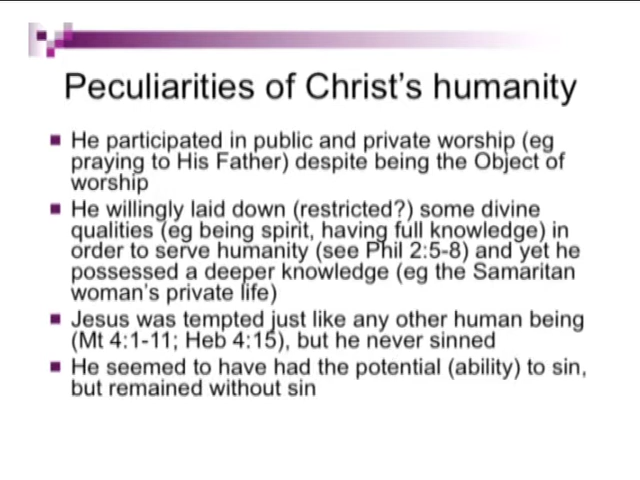 Peculiarities of Christ's humanity
He participated in public and private worship (eg
praying to His Father) despite being the Object of
worship
He willingly laid down (restricted?) some divine
qualities (eg being spirit, having full knowledge) in
order to serve humanity (see Phil 2:5-8) and yet he
possessed a deeper knowledge (eg the Samaritan
woman's private life)
Jesus was tempted just like any other human being
(Mt 4:1-11; Heb 4:15), but he never sinned
He seemed to have had the potential (ability) to sin,
but remained without sin